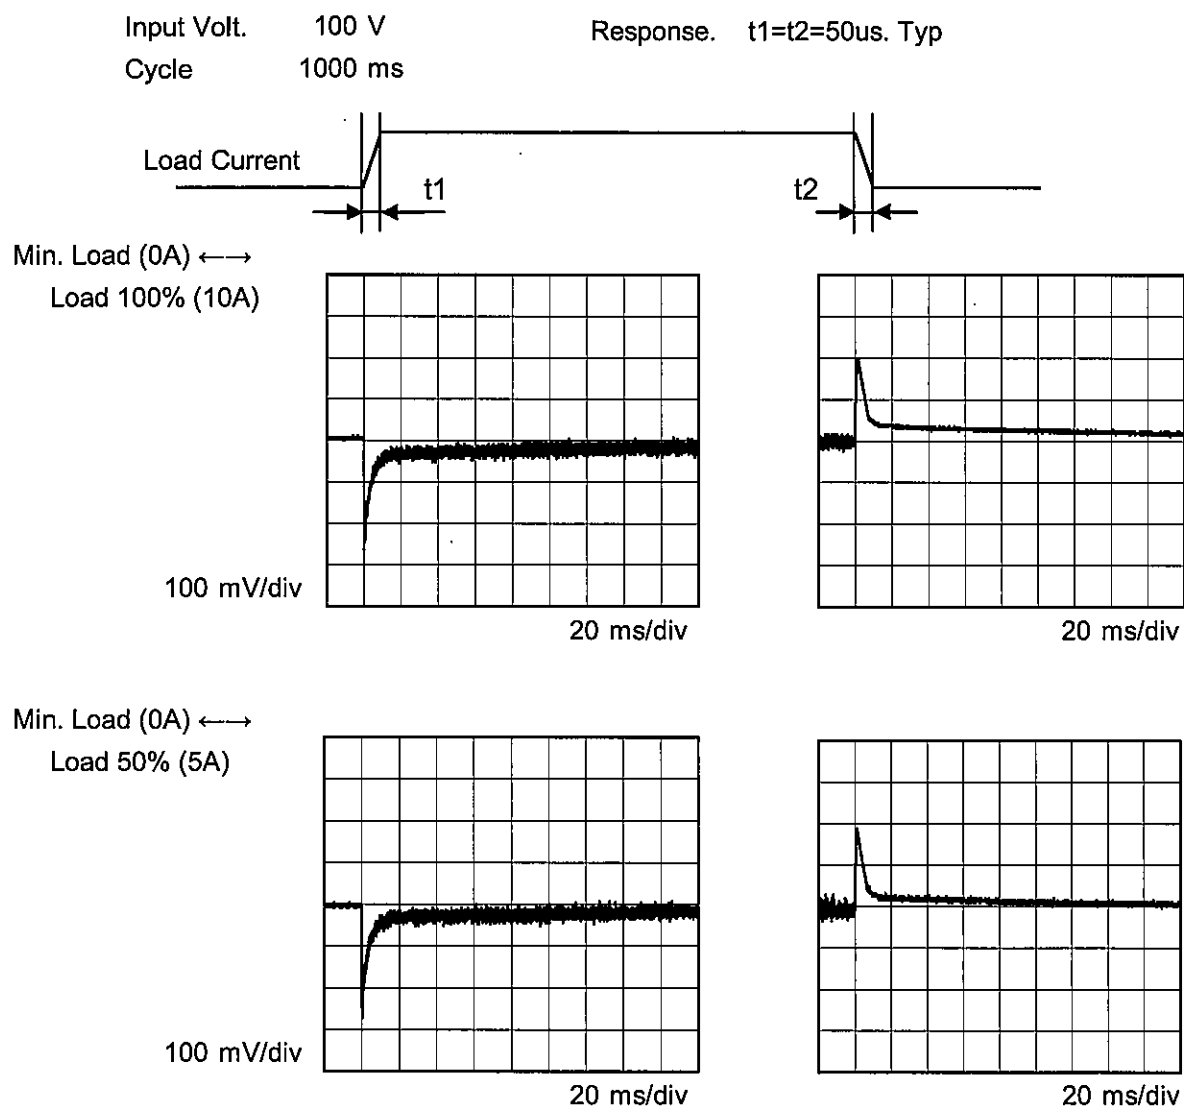 Input Volt. 100 V Response. t1=t2=50us. Typ
Cycle 1000 ms
Load Current
t1
t2
Min. Load (0A) ←→
Load 100% (10A)
100 mV/div
20 ms/div
20 ms/div
Min. Load (0A) ←→
Load 50% (5A)
100 mV/div
20 ms/div
20 ms/div